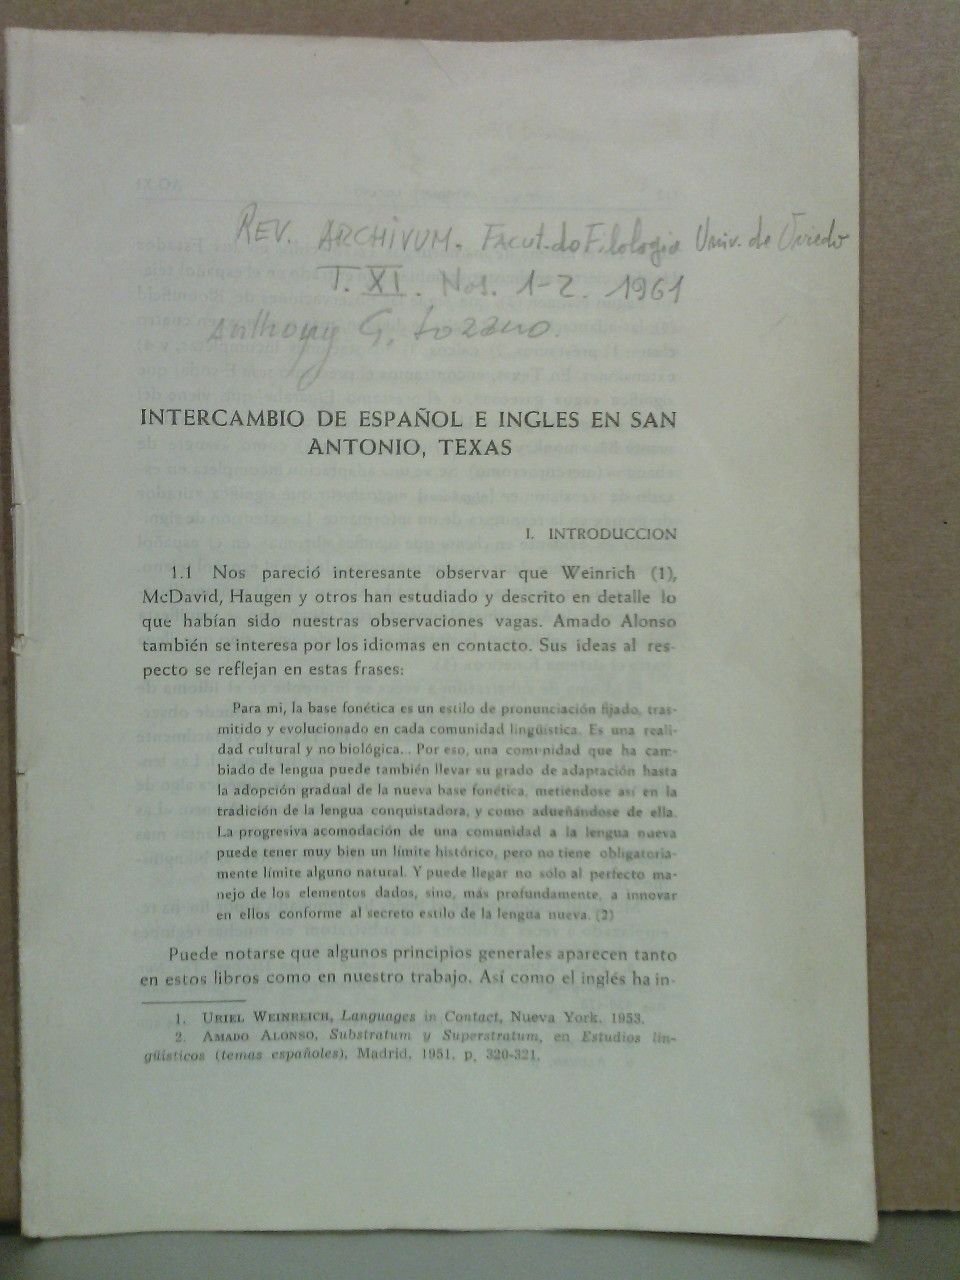 REV. ARCHIVUM. Facut. do Filologia Univ. de Oviedo
T. XI. Nos. 1-2. 1961
Anthony G. Lozano.
INTERCAMBIO DE ESPAÑOL E INGLES EN SAN
ANTONIO, TEXAS
I. INTRODUCCION
1.1 Nos pareció interesante observar que Weinrich (1),
McDavid, Haugen y otros han estudiado y descrito en detalle lo
que habían sido nuestras observaciones vagas. Amado Alonso
también se interesa por los idiomas en contacto. Sus ideas al res-
pecto se reflejan en estas frases:
Para mi, la base fonética es un estilo de pronunciación fijado, tras-
mitido y evolucionado en cada comunidad lingüística. Es una reali-
dad cultural y no biológica... Por eso, una comunidad que ha cam-
biado de lengua puede también llevar su grado de adaptación hasta
la adopción gradual de la nueva base fonética, metiéndose así en la
tradición de la lengua conquistadora, y como adueñándose de ella.
La progresiva acomodación de una comunidad a la lengua nueva
puede tener muy bien un límite histórico, pero no tiene obligatoria-
mente límite alguno natural. Y puede llegar no sólo al perfecto ma-
nejo de los elementos dados, sino, más profundamente, a innovar
en ellos conforme al secreto estilo de la lengua nueva. (2)
Puede notarse que algunos principios generales aparecen tanto
en estos libros como en nuestro trabajo. Así como el inglés ha in-
1. URIEL WEINREICH, Languages in Contact, Nueva York, 1953.
2. AMADO ALONSO, Substratum y Superstratum, en Estudios lin-
güísticos (temas españoles), Madrid, 1951, p. 320-321.